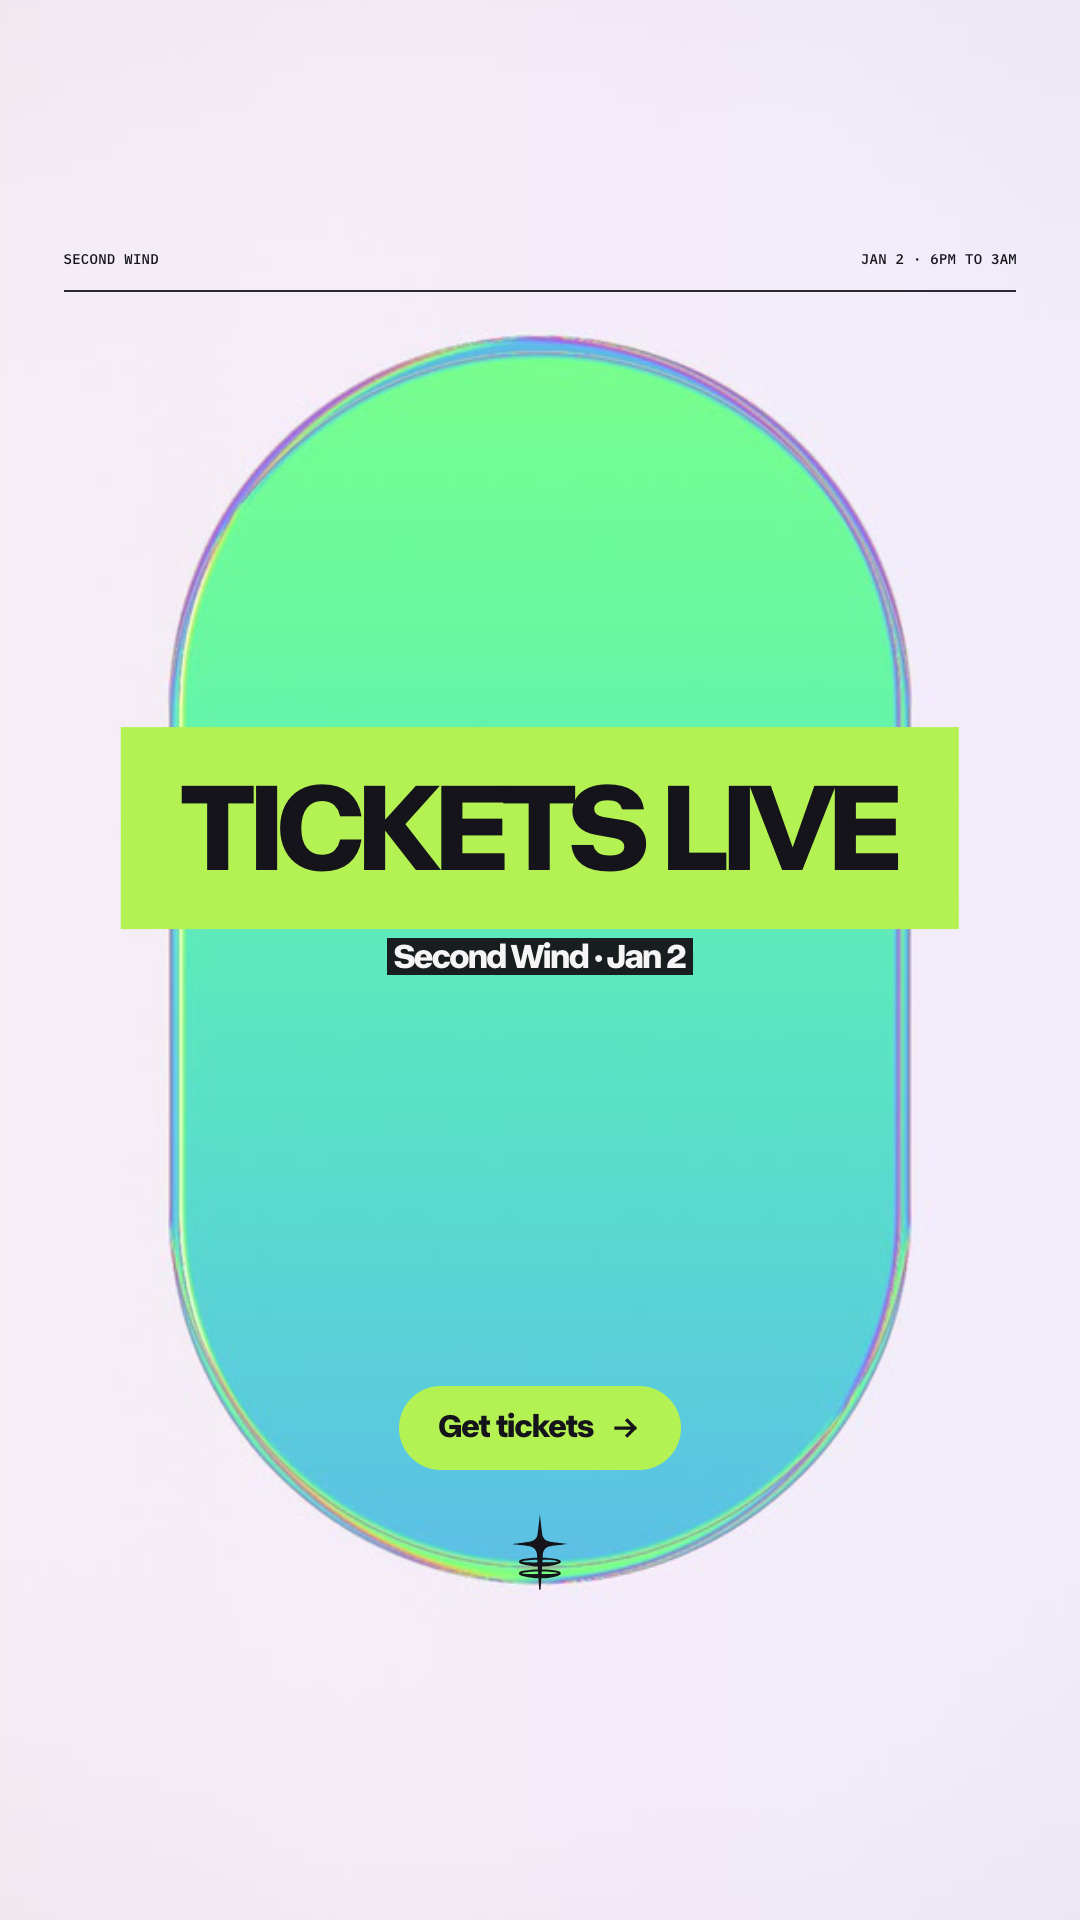 SECOND WIND
JAN 2 · 6PM TO 3AM
TICKETS LIVE
Second Wind · Jan 2
Get tickets →